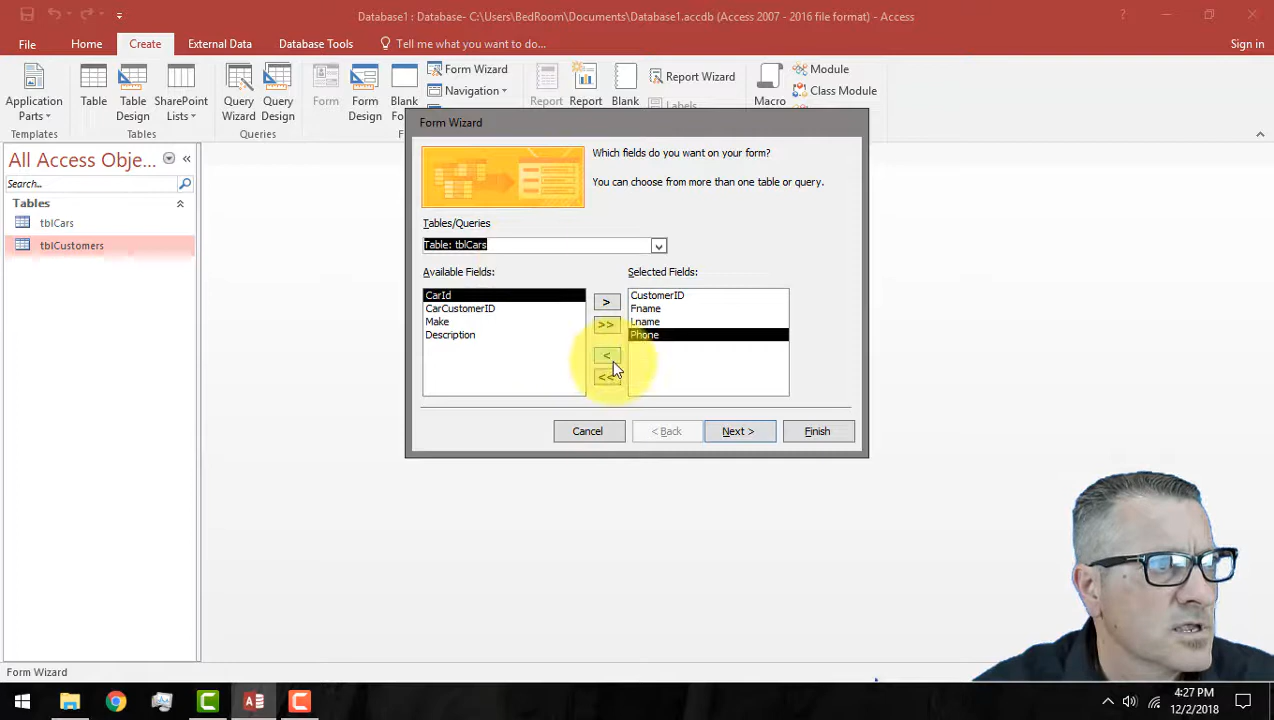 Database1 : Database- C:\Users\BedRoom\Documents\Database1.accdb (Access 2007 - 2016 file format) - Access
File Home Create External Data Database Tools Tell me what you want to do... Sign in
Application Parts Table Table Design SharePoint Lists Query Wizard Query Design Form Form Design Blank Form Wizard Navigation Report Report Blank Report Wizard Labels Macro Module Class Module
Templates Tables Queries
Form Wizard
All Access Obje...
Search...
Tables
tblCars
tblCustomers
Which fields do you want on your form?
You can choose from more than one table or query.
Tables/Queries
Table: tblCars
Available Fields: Selected Fields:
CarId > CustomerID
CarCustomerID Fname
Make >> Lname
Description Phone
<
<<
Cancel < Back Next > Finish
Form Wizard
4:27 PM
12/2/2018